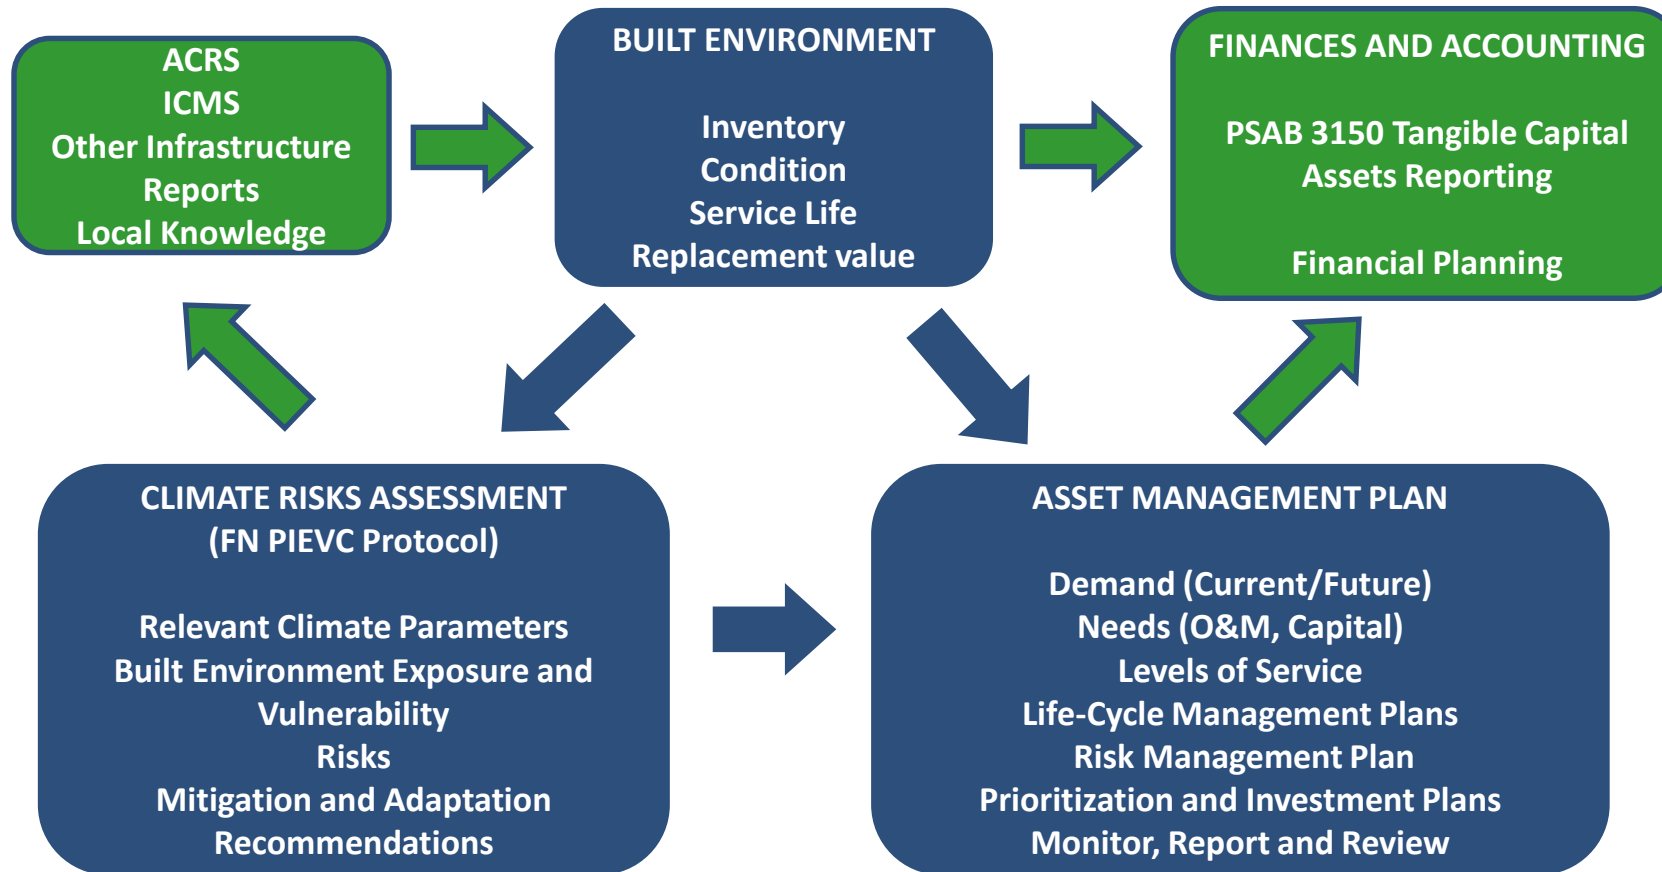 ACRS
ICMS
Other Infrastructure
Reports
Local Knowledge
BUILT ENVIRONMENT
Inventory
Condition
Service Life
Replacement value
FINANCES AND ACCOUNTING
PSAB 3150 Tangible Capital
Assets Reporting
Financial Planning
CLIMATE RISKS ASSESSMENT
(FN PIEVC Protocol)
Relevant Climate Parameters
Built Environment Exposure and
Vulnerability
Risks
Mitigation and Adaptation
Recommendations
ASSET MANAGEMENT PLAN
Demand (Current/Future)
Needs (O&M, Capital)
Levels of Service
Life-Cycle Management Plans
Risk Management Plan
Prioritization and Investment Plans
Monitor, Report and Review